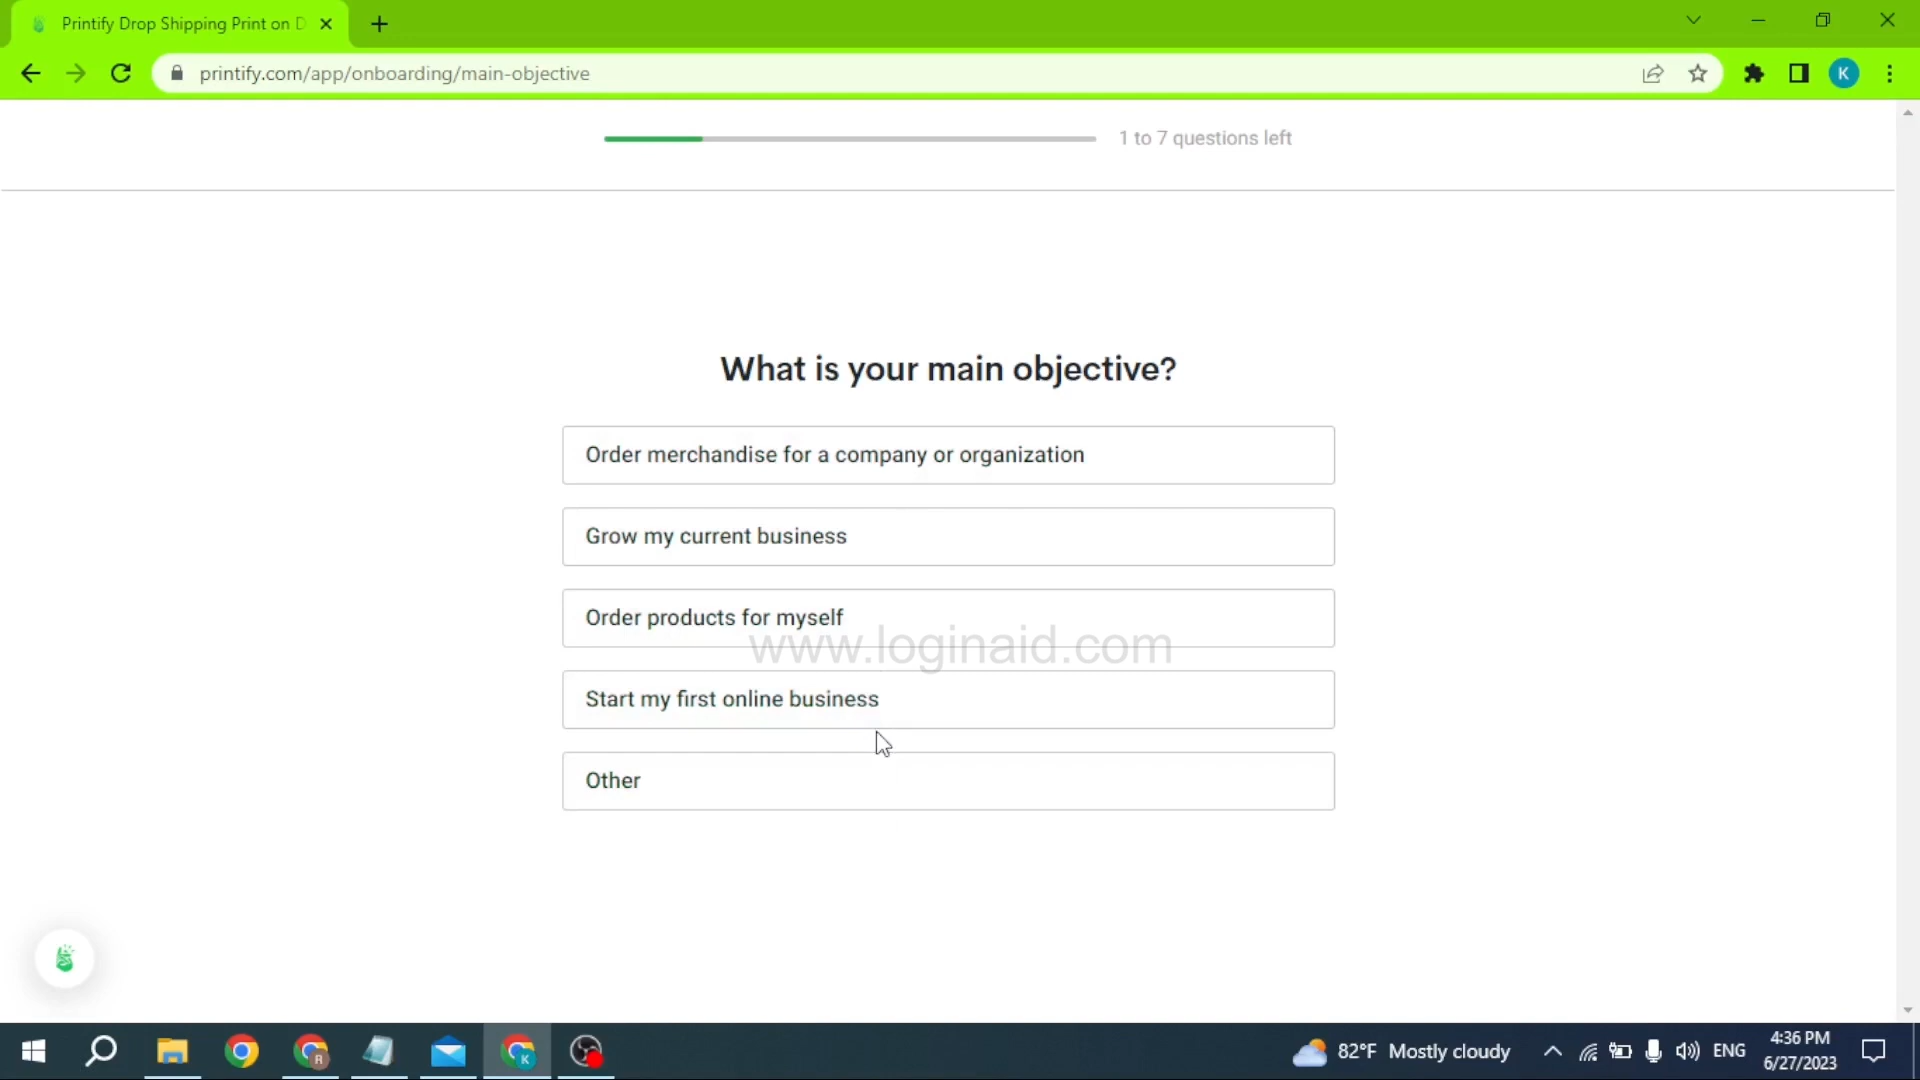 Printify Drop Shipping Print on D
printify.com/app/onboarding/main-objective
K
1 to 7 questions left
What is your main objective?
Order merchandise for a company or organization
Grow my current business
Order products for myself
www.loginaid.com
Start my first online business
Other
R
K
82°F Mostly cloudy
ENG
4:36 PM
6/27/2023